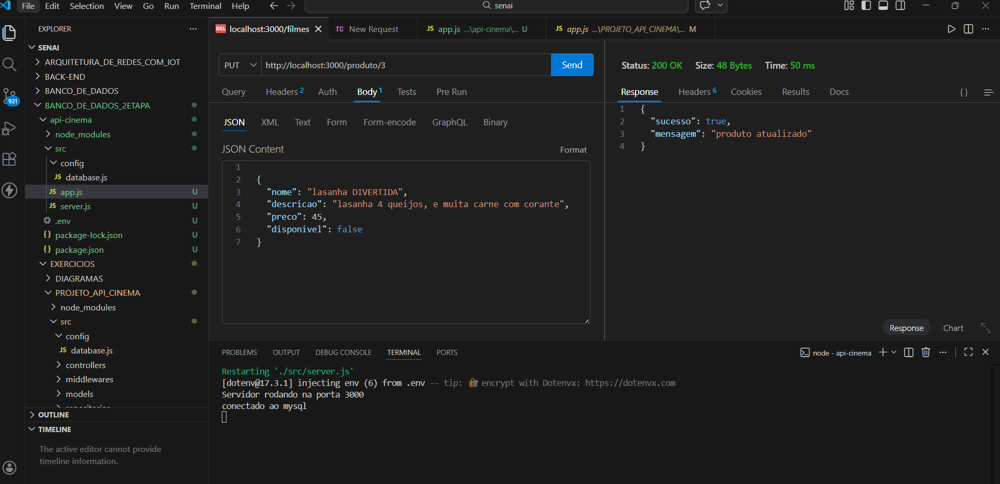 File Edit Selection View Go Run Terminal Help senai
EXPLORER
SENAI
ARQUITETURA_DE_REDES_COM_IOT
BACK-END
BANCO_DE_DADOS
BANCO_DE_DADOS_2ETAPA
api-cinema
node_modules
src
config
JS database.js
JS app.js U
JS server.js U
.env U
{} package-lock.json U
{} package.json U
EXERCICIOS
DIAGRAMAS
PROJETO_API_CINEMA
node_modules
src
config
JS database.js
controllers
middlewares
models
repositories
OUTLINE
TIMELINE
The active editor cannot provide
timeline information.
921
DEL localhost:3000/filmes
TC New Request
JS app.js ...\api-cinema\... U
JS app.js ...\PROJETO_API_CINEMA\... M
PUT http://localhost:3000/produto/3 Send
Query Headers 2 Auth Body 1 Tests Pre Run
JSON XML Text Form Form-encode GraphQL Binary
JSON Content Format
1
2 {
3 "nome": "lasanha DIVERTIDA",
4 "descricao": "lasanha 4 queijos, e muita carne com corante",
5 "preco": 45,
6 "disponivel": false
7 }
Status: 200 OK Size: 48 Bytes Time: 50 ms
Response Headers 6 Cookies Results Docs {}
1 {
2 "sucesso": true,
3 "mensagem": "produto atualizado"
4 }
Response Chart
PROBLEMS OUTPUT DEBUG CONSOLE TERMINAL PORTS
node - api-cinema
Restarting './src/server.js'
[dotenv@17.3.1] injecting env (6) from .env -- tip: 🔐 encrypt with Dotenvx: https://dotenvx.com
Servidor rodando na porta 3000
conectado ao mysql